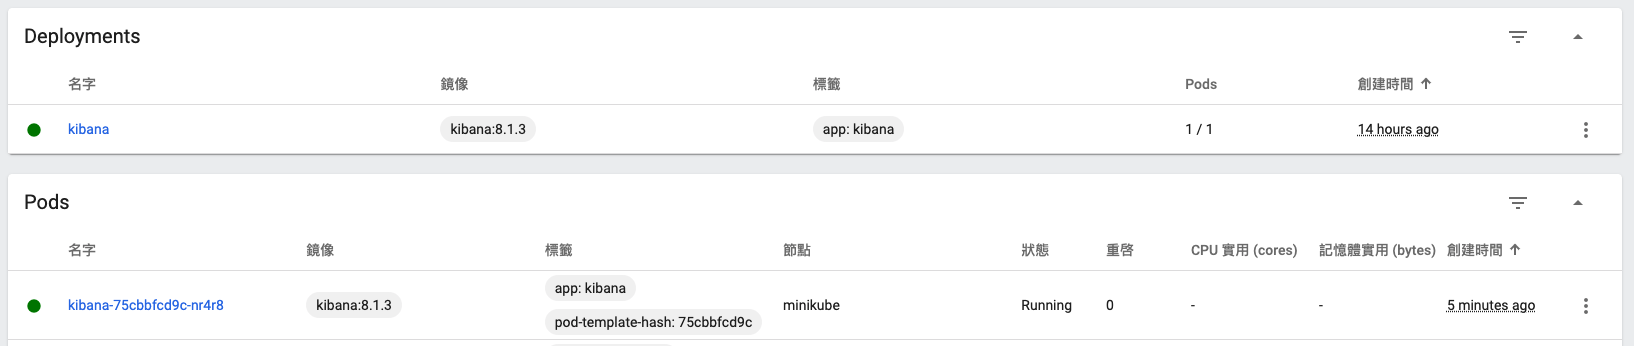 Deployments
名字 鏡像 標籤 Pods 創建時間
kibana kibana:8.1.3 app: kibana 1 / 1 14 hours ago
Pods
名字 鏡像 標籤 節點 狀態 重啓 CPU 實用 (cores) 記憶體實用 (bytes) 創建時間
app: kibana
kibana-75cbbfcd9c-nr4r8 kibana:8.1.3 minikube Running 0 - - 5 minutes ago
pod-template-hash: 75cbbfcd9c